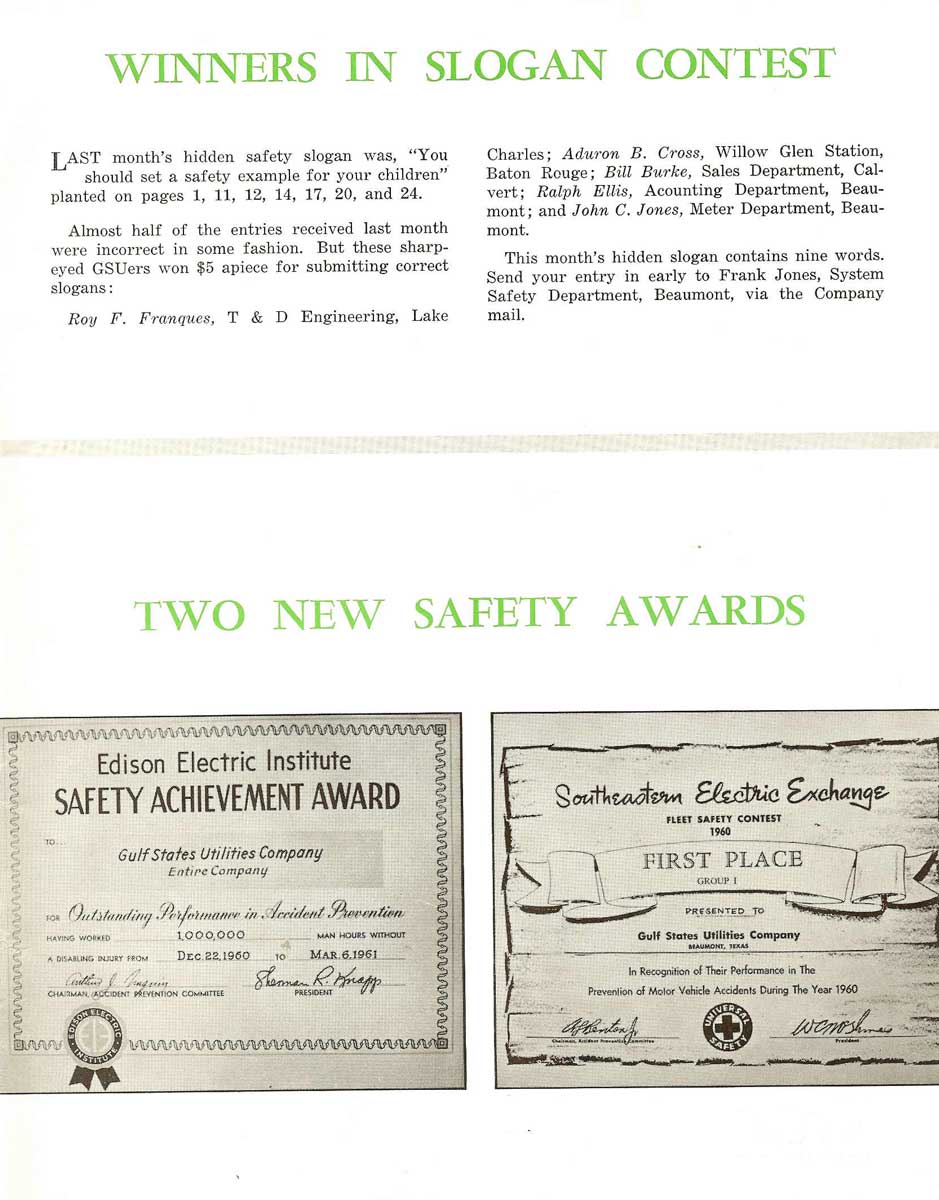 WINNERS IN SLOGAN CONTEST
LAST month's hidden safety slogan was, “You
should set a safety example for your children”
planted on pages 1, 11, 12, 14, 17, 20, and 24.
Almost half of the entries received last month
were incorrect in some fashion. But these sharp-
eyed GSUers won $5 apiece for submitting correct
slogans:
Roy F. Franques, T & D Engineering, Lake
Charles; Aduron B. Cross, Willow Glen Station,
Baton Rouge; Bill Burke, Sales Department, Cal-
vert; Ralph Ellis, Acounting Department, Beau-
mont; and John C. Jones, Meter Department, Beau-
mont.
This month's hidden slogan contains nine words.
Send your entry in early to Frank Jones, System
Safety Department, Beaumont, via the Company
mail.
TWO NEW SAFETY AWARDS
Edison Electric Institute
SAFETY ACHIEVEMENT AWARD
TO...
Gulf States Utilities Company
Entire Company
FOR Outstanding Performance in Accident Prevention
HAVING WORKED 1,000,000 MAN HOURS WITHOUT
A DISABLING INJURY FROM DEC. 22, 1960 TO MAR. 6, 1961
Sherman R. Knapp
CHAIRMAN, ACCIDENT PREVENTION COMMITTEE PRESIDENT
EDISON ELECTRIC
INSTITUTE
Southeastern Electric Exchange
FLEET SAFETY CONTEST
1960
FIRST PLACE
GROUP I
PRESENTED TO
Gulf States Utilities Company
BEAUMONT, TEXAS
In Recognition of Their Performance in The
Prevention of Motor Vehicle Accidents During The Year 1960
UNIVERSAL
SAFETY
Chairman, Accident Prevention Committee President